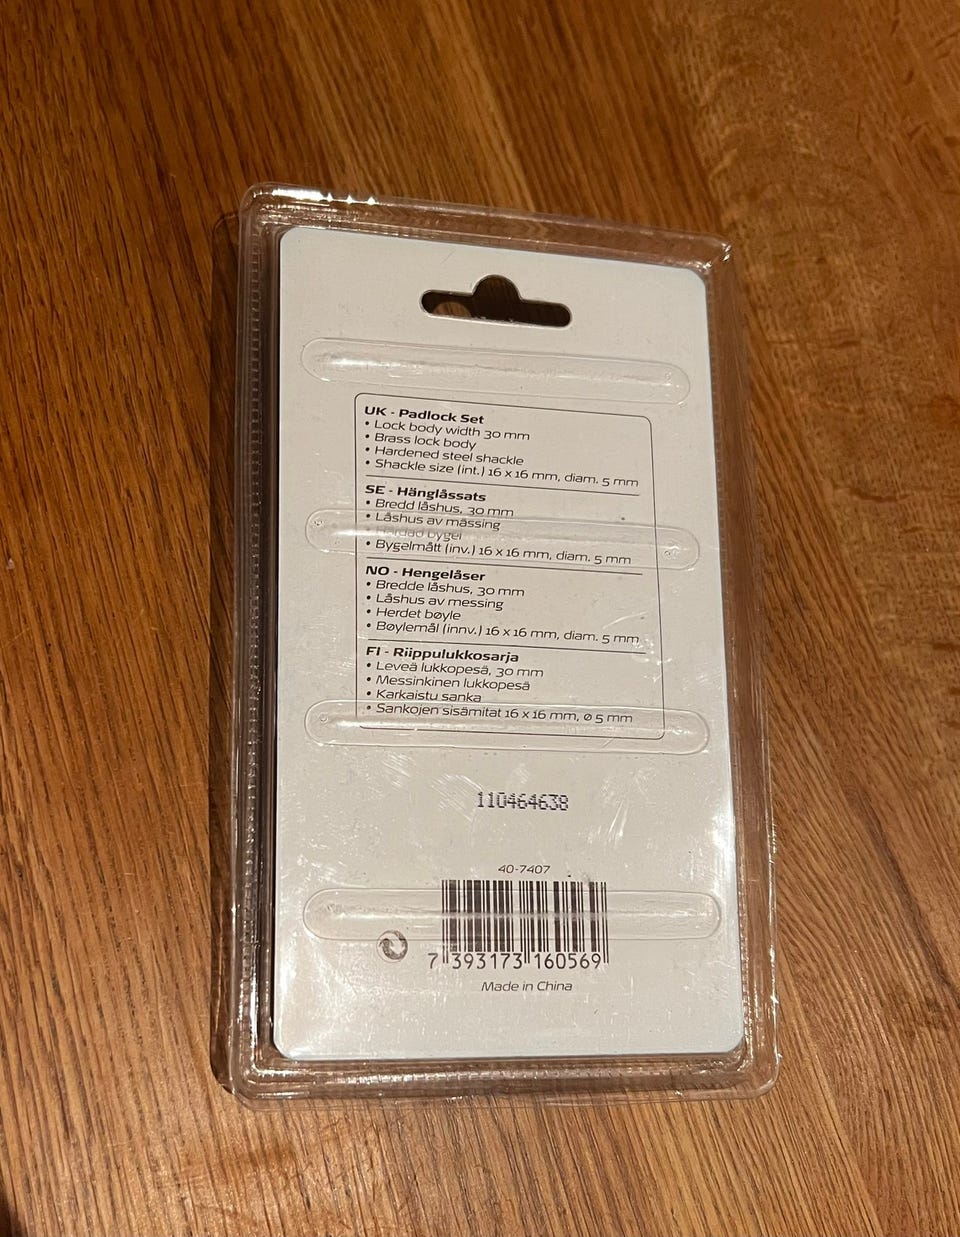 UK - Padlock Set
• Lock body width 30 mm
• Brass lock body
• Hardened steel shackle
• Shackle size (int.) 16 x 16 mm, diam. 5 mm
SE - Hänglåssats
• Bredd låshus, 30 mm
• Låshus av mässing
• Härdad bygel
• Bygelmått (inv.) 16 x 16 mm, diam. 5 mm
NO - Hengelåser
• Bredde låshus, 30 mm
• Låshus av messing
• Herdet bøyle
• Bøylemål (innv.) 16 x 16 mm, diam. 5 mm
FI - Riippulukkosarja
• Leveä lukkopesä, 30 mm
• Messinkinen lukkopesä
• Karkaistu sanka
• Sankojen sisämitat 16 x 16 mm, ø 5 mm
110464638
40-7407
7 393173 160569
Made in China